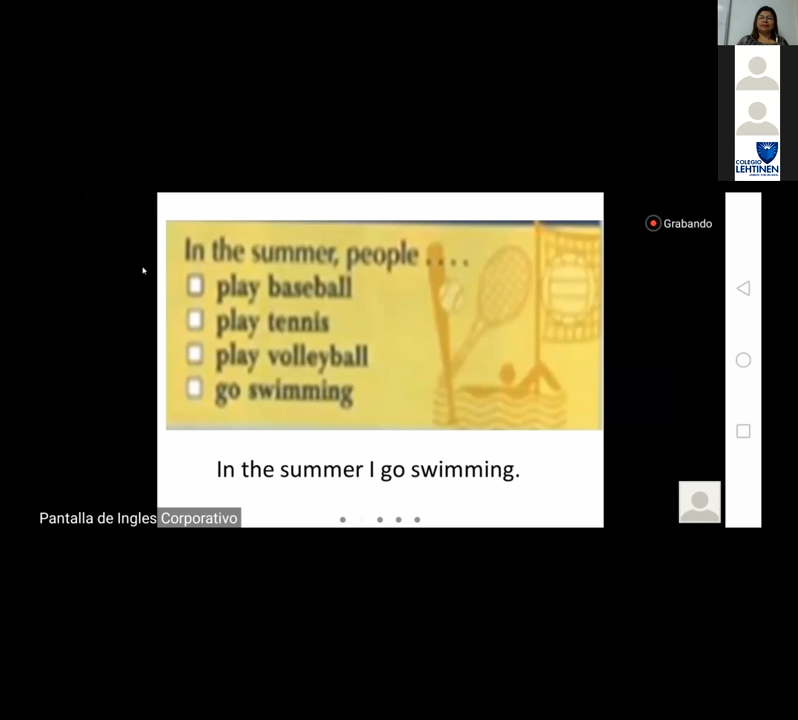 COLEGIO
LEHTINEN
Grabando
In the summer, people ....
play baseball
play tennis
play volleyball
go swimming
In the summer I go swimming.
Pantalla de Ingles Corporativo